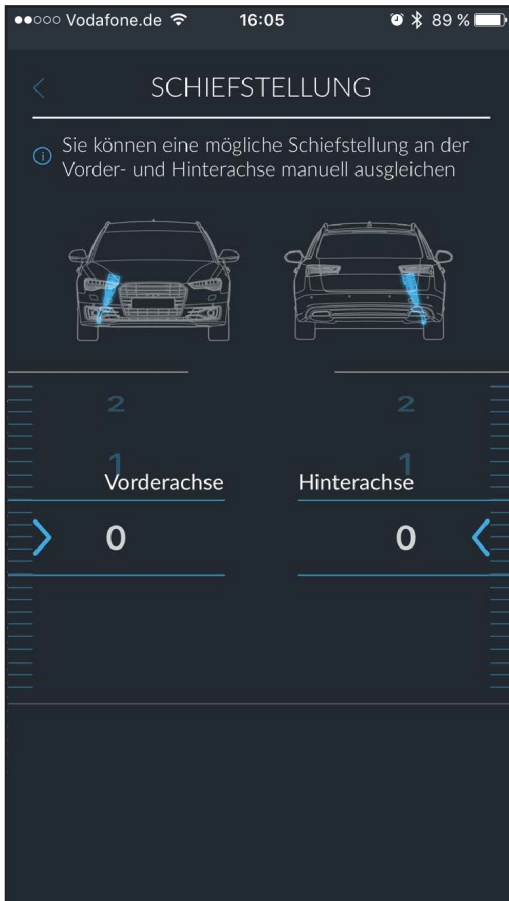 Vodafone.de 16:05 89 %
SCHIEFSTELLUNG
Sie können eine mögliche Schiefstellung an der
Vorder- und Hinterachse manuell ausgleichen
2 2
1 1
Vorderachse Hinterachse
0 0